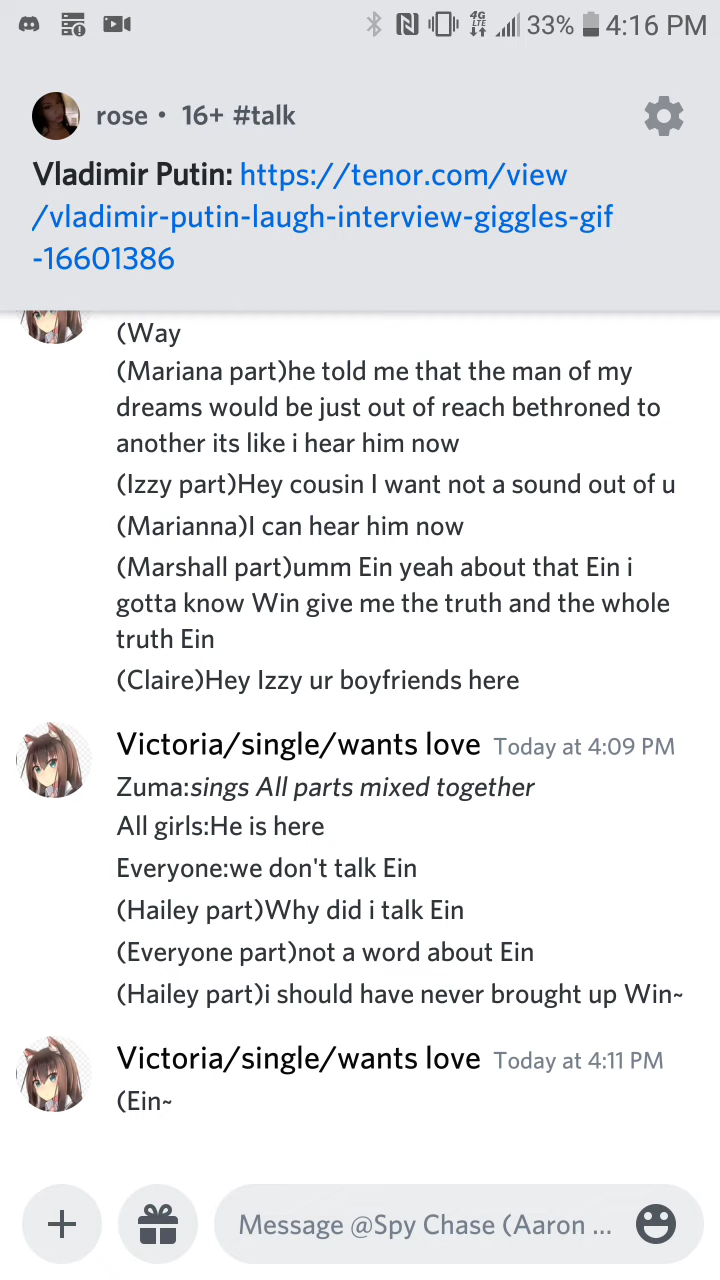 4G
LTE
33%
4:16 PM
rose • 16+ #talk
Vladimir Putin: https://tenor.com/view
/vladimir-putin-laugh-interview-giggles-gif
-16601386
(Way
(Mariana part)he told me that the man of my
dreams would be just out of reach bethroned to
another its like i hear him now
(Izzy part)Hey cousin I want not a sound out of u
(Marianna)I can hear him now
(Marshall part)umm Ein yeah about that Ein i
gotta know Win give me the truth and the whole
truth Ein
(Claire)Hey Izzy ur boyfriends here
Victoria/single/wants love Today at 4:09 PM
Zuma:sings All parts mixed together
All girls:He is here
Everyone:we don't talk Ein
(Hailey part)Why did i talk Ein
(Everyone part)not a word about Ein
(Hailey part)i should have never brought up Win~
Victoria/single/wants love Today at 4:11 PM
(Ein~
Message @Spy Chase (Aaron ...